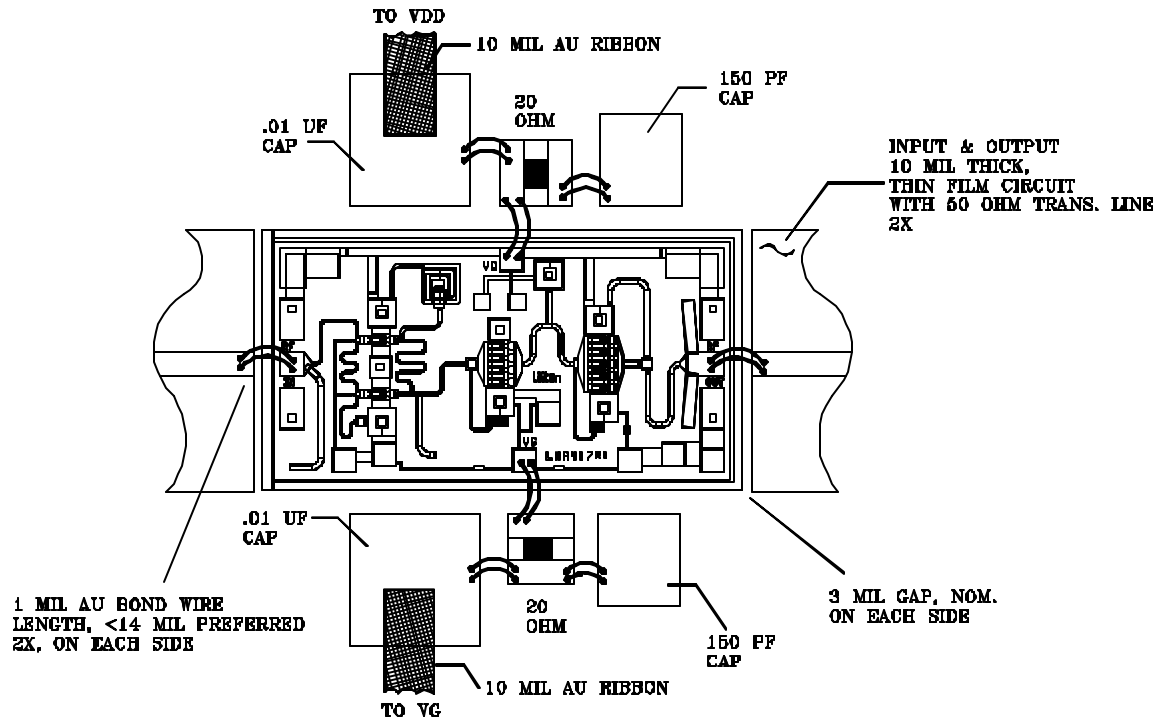 TO VDD
10 MIL AU RIBBON
150 PF
CAP
20
OHM
.01 UF
CAP
INPUT & OUTPUT
10 MIL THICK,
THIN FILM CIRCUIT
WITH 50 OHM TRANS. LINE
2X
RF
IN
OUT
VG
.01 UF
CAP
1 MIL AU BOND WIRE
LENGTH, <14 MIL PREFERRED
2X, ON EACH SIDE
20
OHM
3 MIL GAP, NOM.
ON EACH SIDE
150 PF
CAP
10 MIL AU RIBBON
TO VG